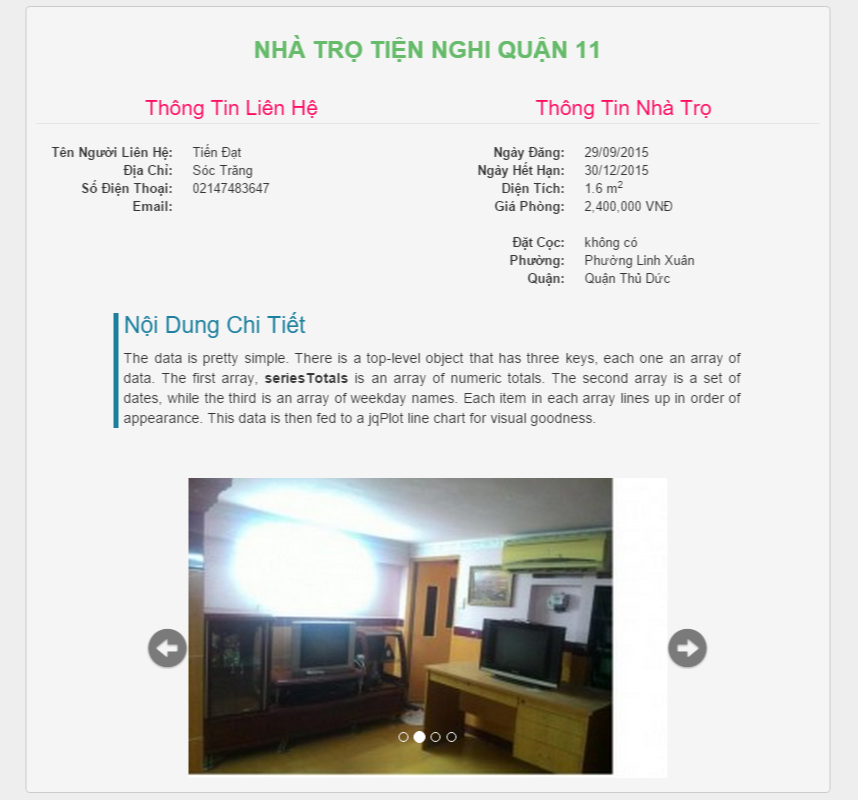 NHÀ TRỌ TIỆN NGHI QUẬN 11
Thông Tin Liên Hệ
Tên Người Liên Hệ: Tiến Đạt
Địa Chỉ: Sóc Trăng
Số Điện Thoại: 02147483647
Email:
Thông Tin Nhà Trọ
Ngày Đăng: 29/09/2015
Ngày Hết Hạn: 30/12/2015
Diện Tích: 1.6 m²
Giá Phòng: 2,400,000 VNĐ
Đặt Cọc: không có
Phường: Phường Linh Xuân
Quận: Quận Thủ Dức
Nội Dung Chi Tiết
The data is pretty simple. There is a top-level object that has three keys, each one an array of
data. The first array, seriesTotals is an array of numeric totals. The second array is a set of
dates, while the third is an array of weekday names. Each item in each array lines up in order of
appearance. This data is then fed to a jqPlot line chart for visual goodness.